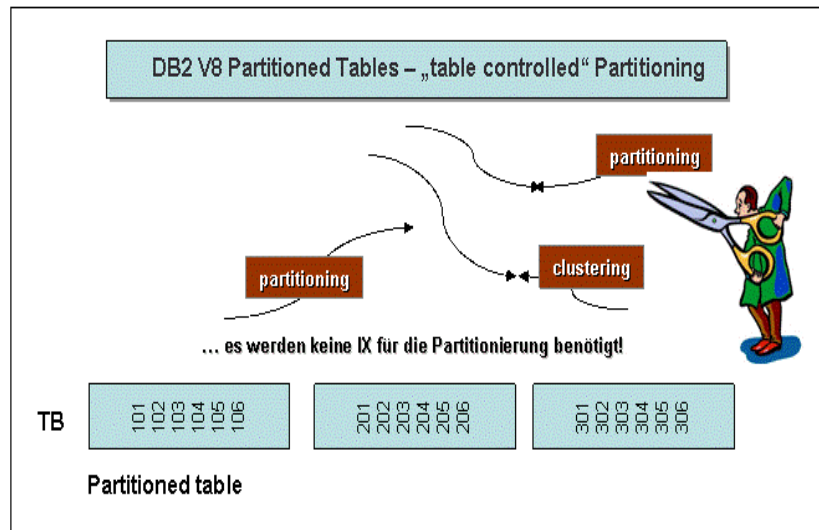 DB2 V8 Partitioned Tables – „table controlled“ Partitioning
partitioning
partitioning
clustering
... es werden keine IX für die Partitionierung benötigt!
TB
101
102
103
104
105
106
201
202
203
204
205
206
301
302
303
304
305
306
Partitioned table